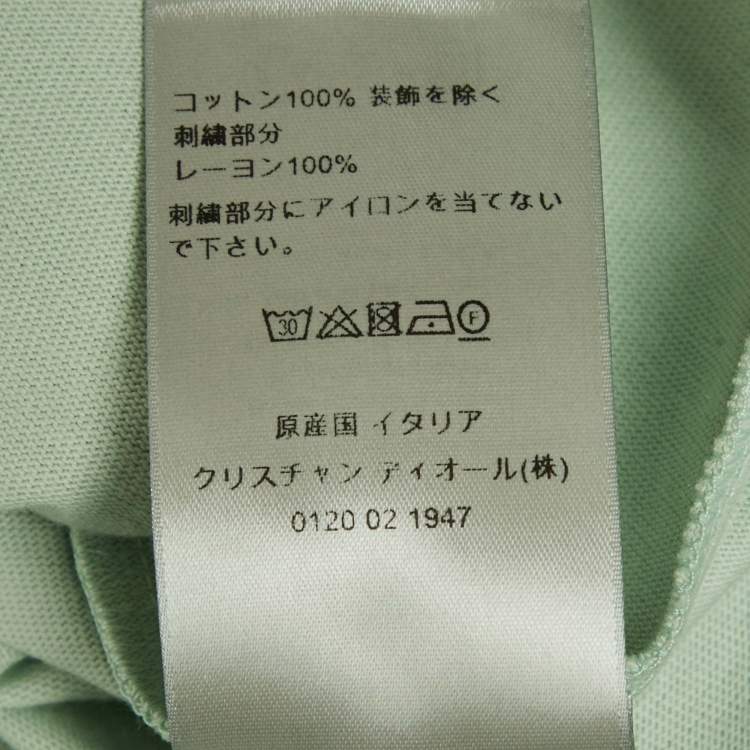 コットン100% 装飾を除く
刺繍部分
レーヨン100%
刺繍部分にアイロンを当てない
で下さい。
30 F
原産国 イタリア
クリスチャン ディオール(株)
0120 02 1947